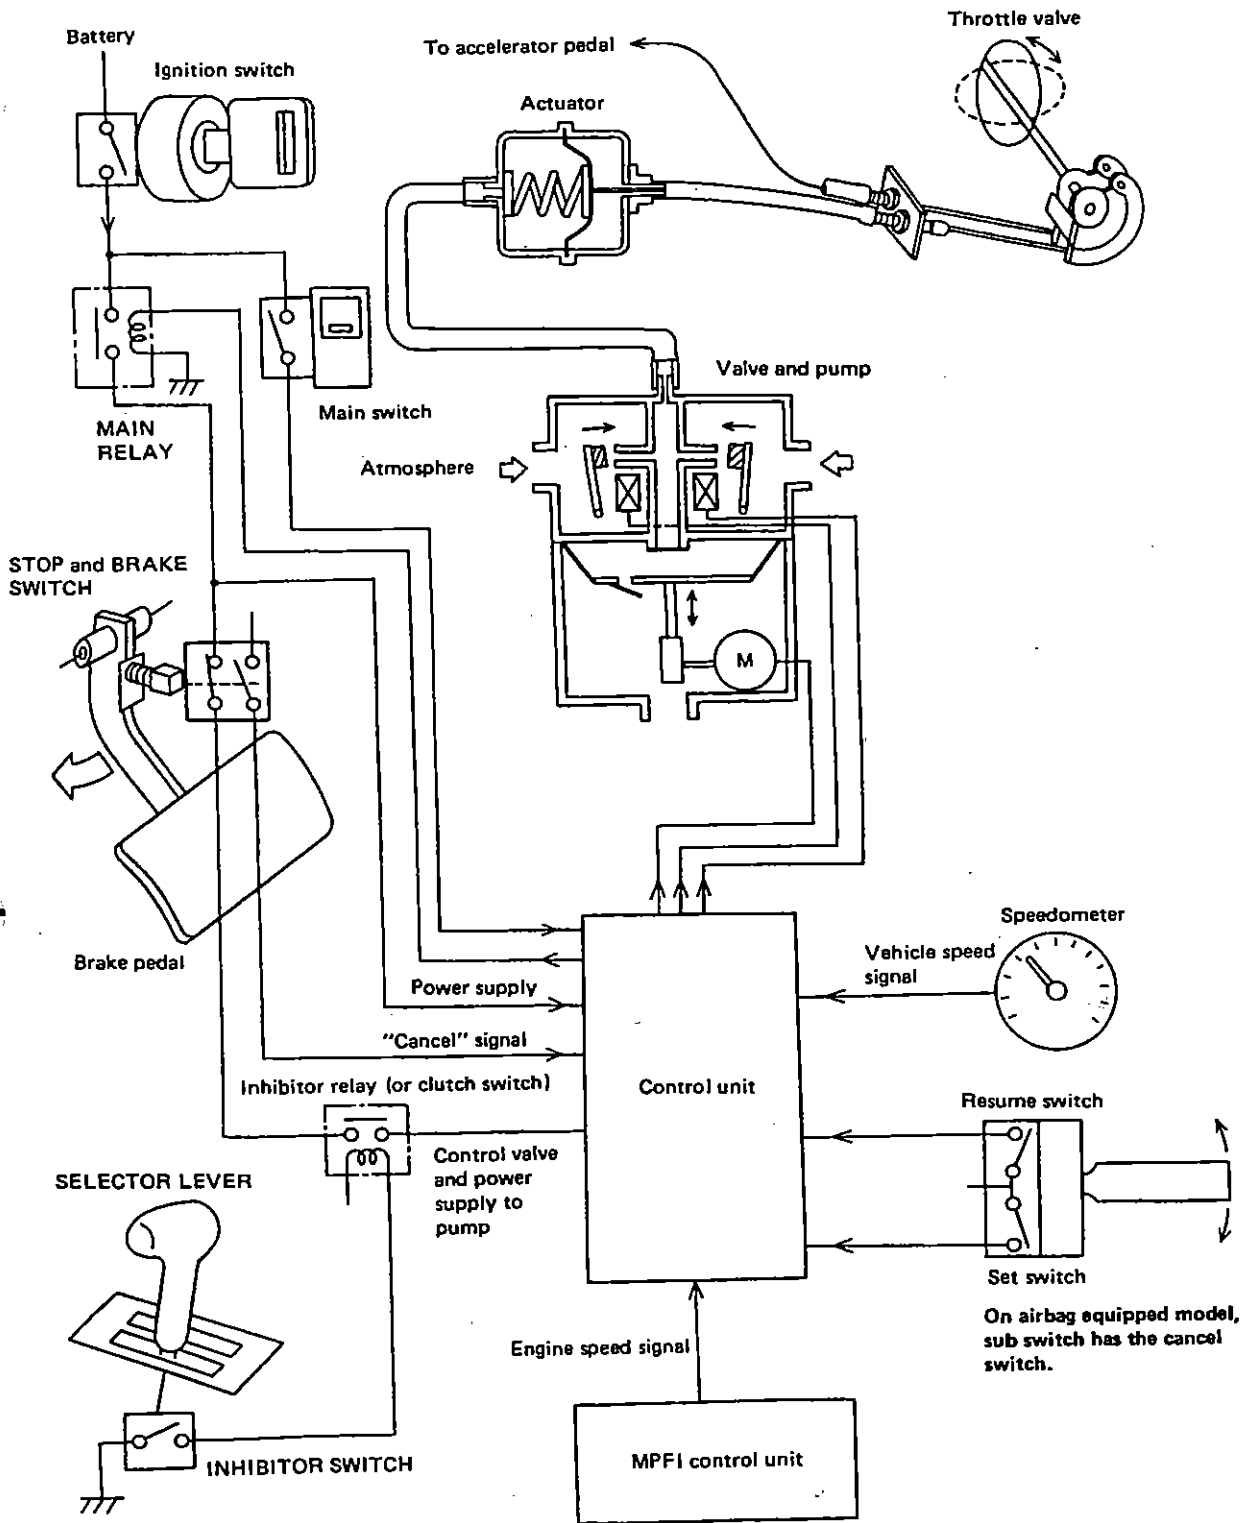 Battery
Ignition switch
To accelerator pedal
Throttle valve
Actuator
MAIN
RELAY
Main switch
Valve and pump
Atmosphere
STOP and BRAKE
SWITCH
M
Brake pedal
Power supply
"Cancel" signal
Inhibitor relay (or clutch switch)
Control valve
and power
supply to
pump
SELECTOR LEVER
INHIBITOR SWITCH
Control unit
Speedometer
Vehicle speed
signal
Resume switch
Set switch
On airbag equipped model,
sub switch has the cancel
switch.
Engine speed signal
MPFI control unit